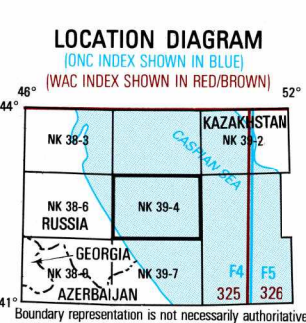 LOCATION DIAGRAM
(ONC INDEX SHOWN IN BLUE)
(WAC INDEX SHOWN IN RED/BROWN)
46° 52°
44°
KAZAKHSTAN
NK 38-3 NK 39-2
CASPIAN SEA
NK 38-6 NK 39-4
RUSSIA
GEORGIA
NK 38-9 NK 39-7 F4 F5
AZERBAIJAN 325 326
41°
Boundary representation is not necessarily authoritative